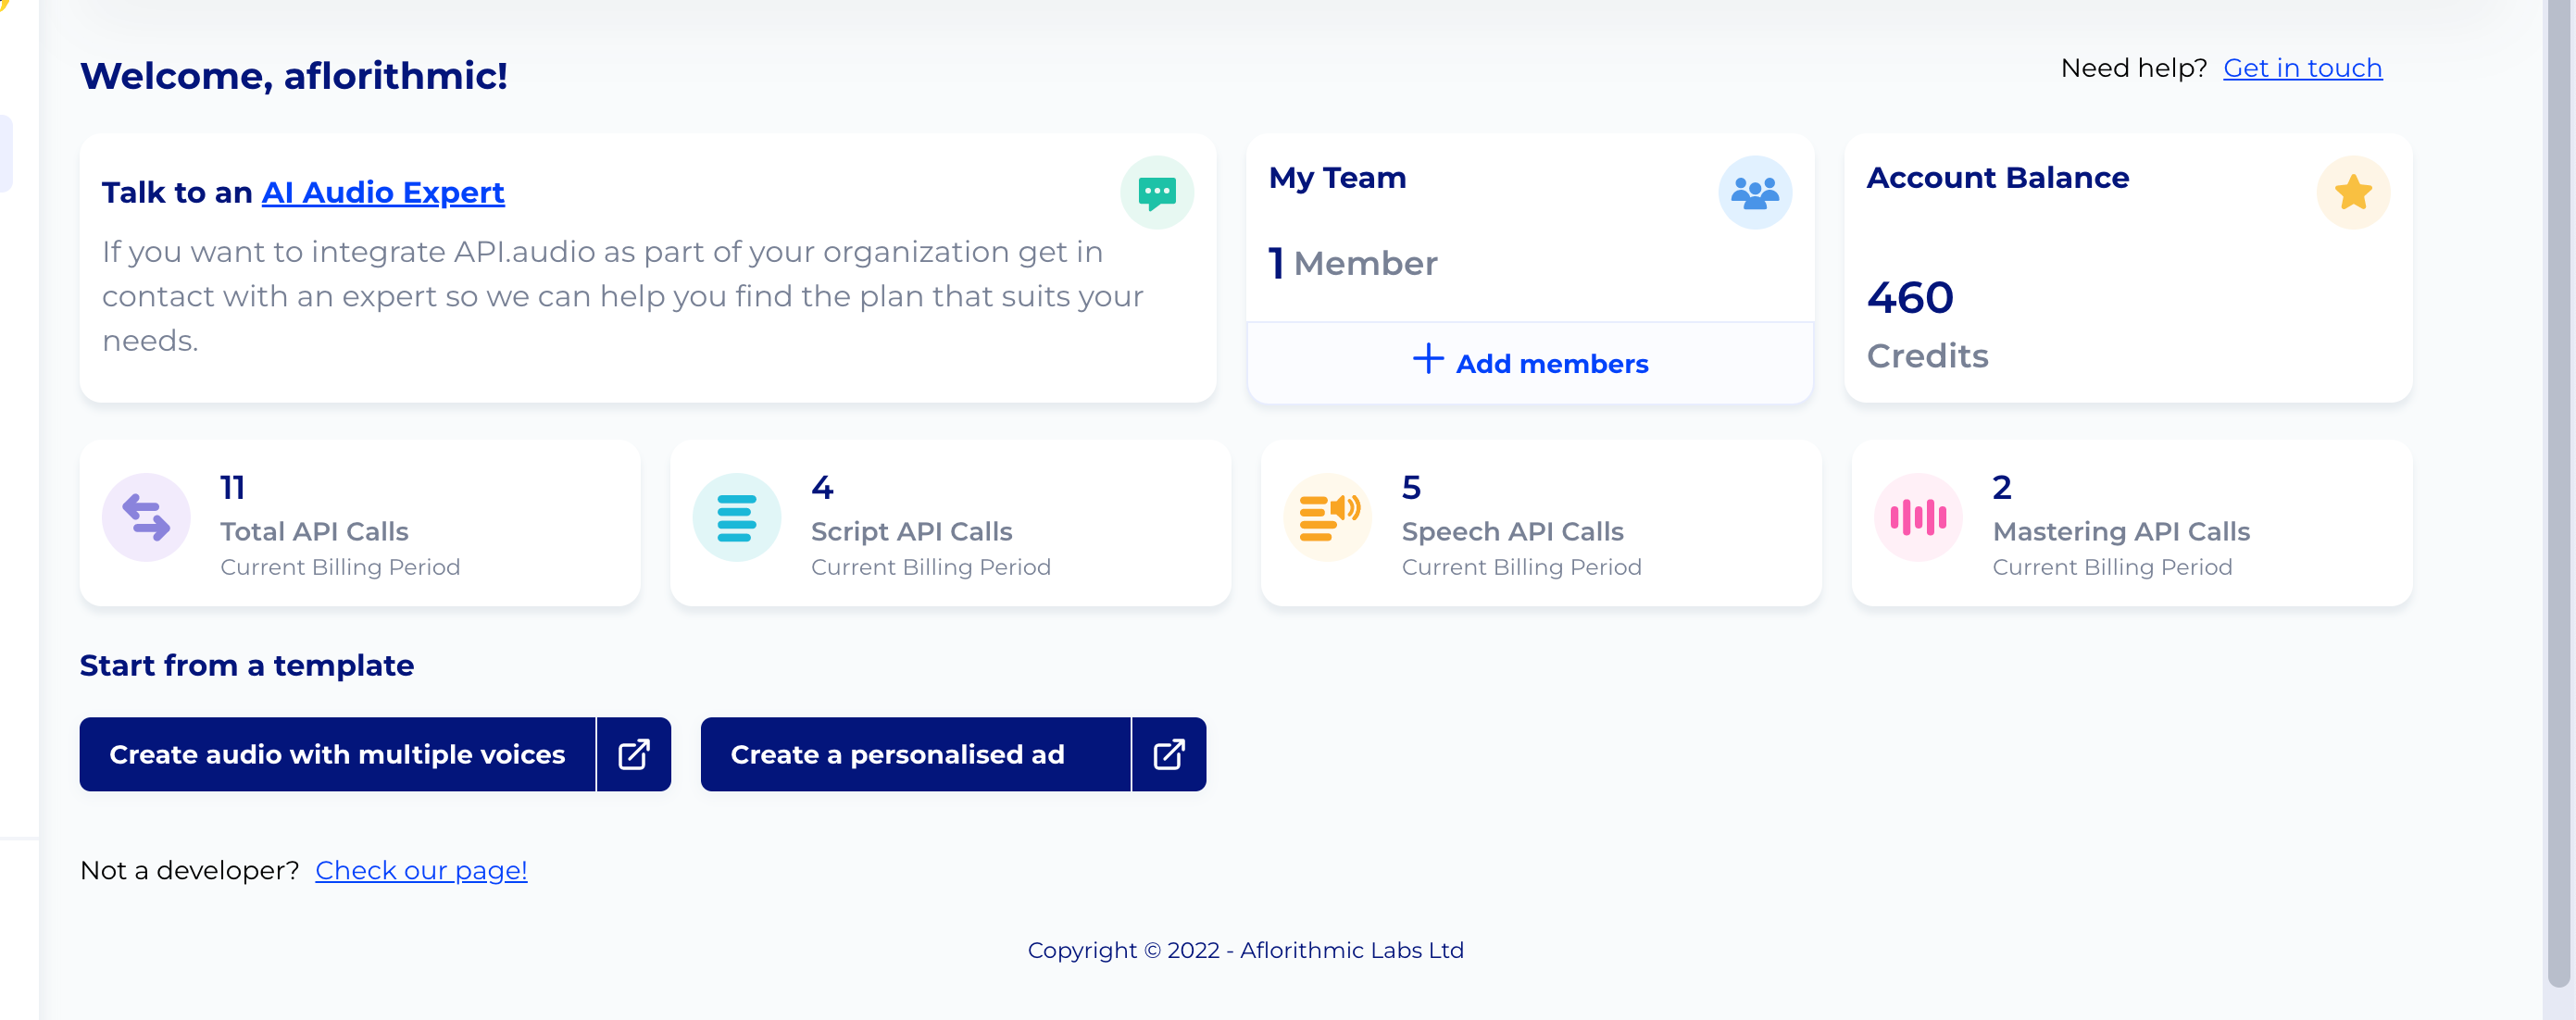 Welcome, aflorithmic!
Need help? Get in touch
Talk to an AI Audio Expert
If you want to integrate API.audio as part of your organization get in
contact with an expert so we can help you find the plan that suits your
needs.
My Team
1 Member
Add members
Account Balance
460
Credits
11
Total API Calls
Current Billing Period
4
Script API Calls
Current Billing Period
5
Speech API Calls
Current Billing Period
2
Mastering API Calls
Current Billing Period
Start from a template
Create audio with multiple voices
Create a personalised ad
Not a developer? Check our page!
Copyright © 2022 - Aflorithmic Labs Ltd